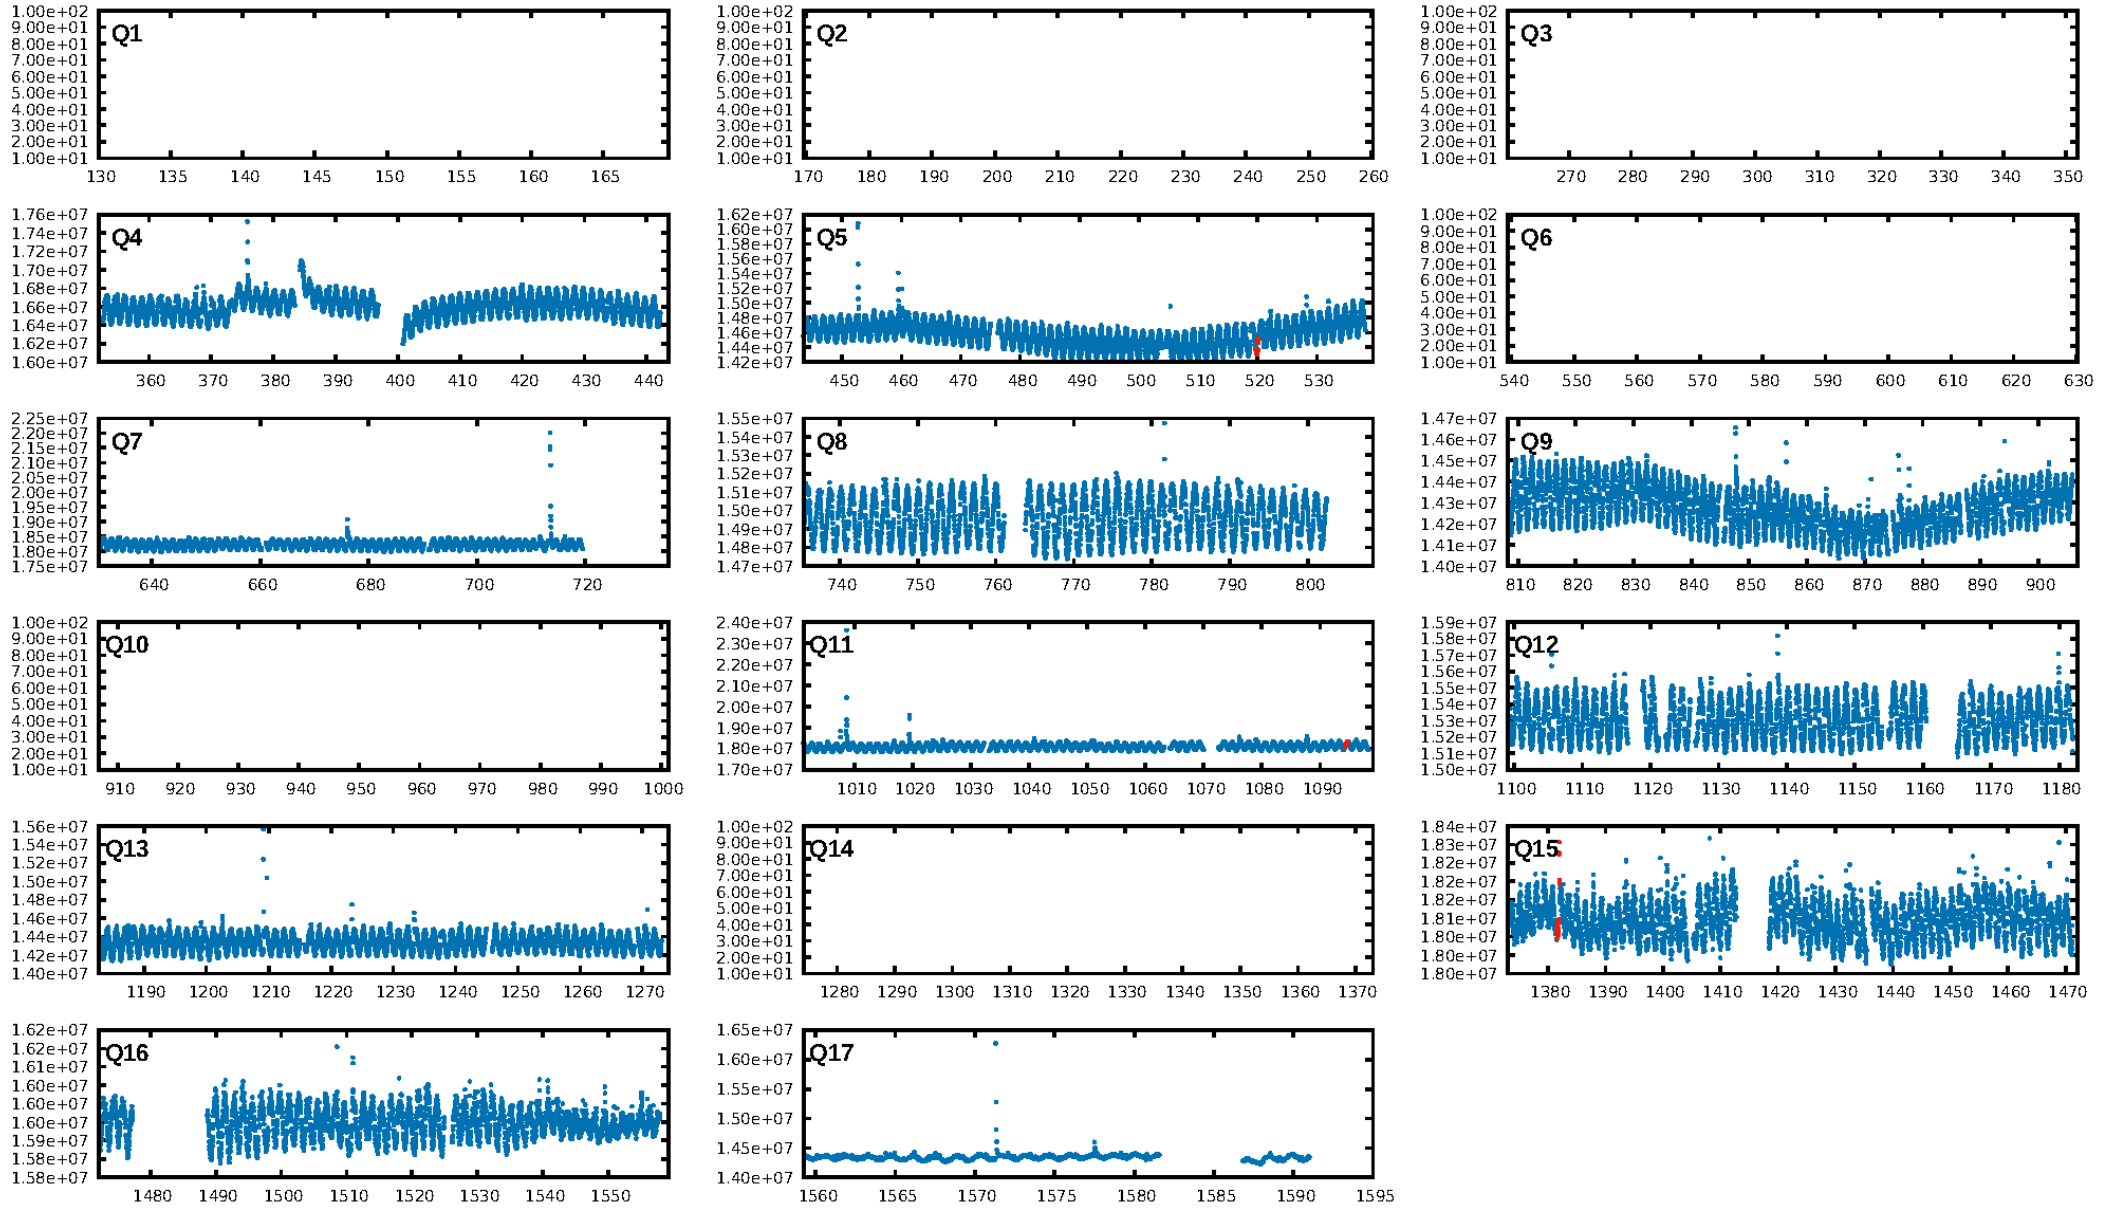 1.00e+02
9.00e+01
8.00e+01
7.00e+01
6.00e+01
5.00e+01
4.00e+01
3.00e+01
2.00e+01
1.00e+01
Q1
130 135 140 145 150 155 160 165
1.00e+02
9.00e+01
8.00e+01
7.00e+01
6.00e+01
5.00e+01
4.00e+01
3.00e+01
2.00e+01
1.00e+01
Q2
170 180 190 200 210 220 230 240 250 260
1.00e+02
9.00e+01
8.00e+01
7.00e+01
6.00e+01
5.00e+01
4.00e+01
3.00e+01
2.00e+01
1.00e+01
Q3
270 280 290 300 310 320 330 340 350
1.76e+07
1.74e+07
1.72e+07
1.70e+07
1.68e+07
1.66e+07
1.64e+07
1.62e+07
1.60e+07
Q4
360 370 380 390 400 410 420 430 440
1.62e+07
1.60e+07
1.58e+07
1.56e+07
1.54e+07
1.52e+07
1.50e+07
1.48e+07
1.46e+07
1.44e+07
1.42e+07
Q5
450 460 470 480 490 500 510 520 530
1.00e+02
9.00e+01
8.00e+01
7.00e+01
6.00e+01
5.00e+01
4.00e+01
3.00e+01
2.00e+01
1.00e+01
Q6
540 550 560 570 580 590 600 610 620 630
2.25e+07
2.20e+07
2.15e+07
2.10e+07
2.05e+07
2.00e+07
1.95e+07
1.90e+07
1.85e+07
1.80e+07
1.75e+07
Q7
640 660 680 700 720
1.55e+07
1.54e+07
1.53e+07
1.52e+07
1.51e+07
1.50e+07
1.49e+07
1.48e+07
1.47e+07
Q8
740 750 760 770 780 790 800
1.47e+07
1.46e+07
1.45e+07
1.44e+07
1.43e+07
1.42e+07
1.41e+07
1.40e+07
Q9
810 820 830 840 850 860 870 880 890 900
1.00e+02
9.00e+01
8.00e+01
7.00e+01
6.00e+01
5.00e+01
4.00e+01
3.00e+01
2.00e+01
1.00e+01
Q10
910 920 930 940 950 960 970 980 990 1000
2.40e+07
2.30e+07
2.20e+07
2.10e+07
2.00e+07
1.90e+07
1.80e+07
1.70e+07
Q11
1010 1020 1030 1040 1050 1060 1070 1080 1090
1.59e+07
1.58e+07
1.57e+07
1.56e+07
1.55e+07
1.54e+07
1.53e+07
1.52e+07
1.51e+07
1.50e+07
Q12
1100 1110 1120 1130 1140 1150 1160 1170 1180
1.56e+07
1.54e+07
1.52e+07
1.50e+07
1.48e+07
1.46e+07
1.44e+07
1.42e+07
1.40e+07
Q13
1190 1200 1210 1220 1230 1240 1250 1260 1270
1.00e+02
9.00e+01
8.00e+01
7.00e+01
6.00e+01
5.00e+01
4.00e+01
3.00e+01
2.00e+01
1.00e+01
Q14
1280 1290 1300 1310 1320 1330 1340 1350 1360 1370
1.84e+07
1.83e+07
1.82e+07
1.82e+07
1.82e+07
1.81e+07
1.80e+07
1.80e+07
1.80e+07
Q15
1380 1390 1400 1410 1420 1430 1440 1450 1460 1470
1.62e+07
1.62e+07
1.61e+07
1.60e+07
1.60e+07
1.60e+07
1.59e+07
1.58e+07
1.58e+07
Q16
1480 1490 1500 1510 1520 1530 1540 1550
1.65e+07
1.60e+07
1.55e+07
1.50e+07
1.45e+07
1.40e+07
Q17
1560 1565 1570 1575 1580 1585 1590 1595